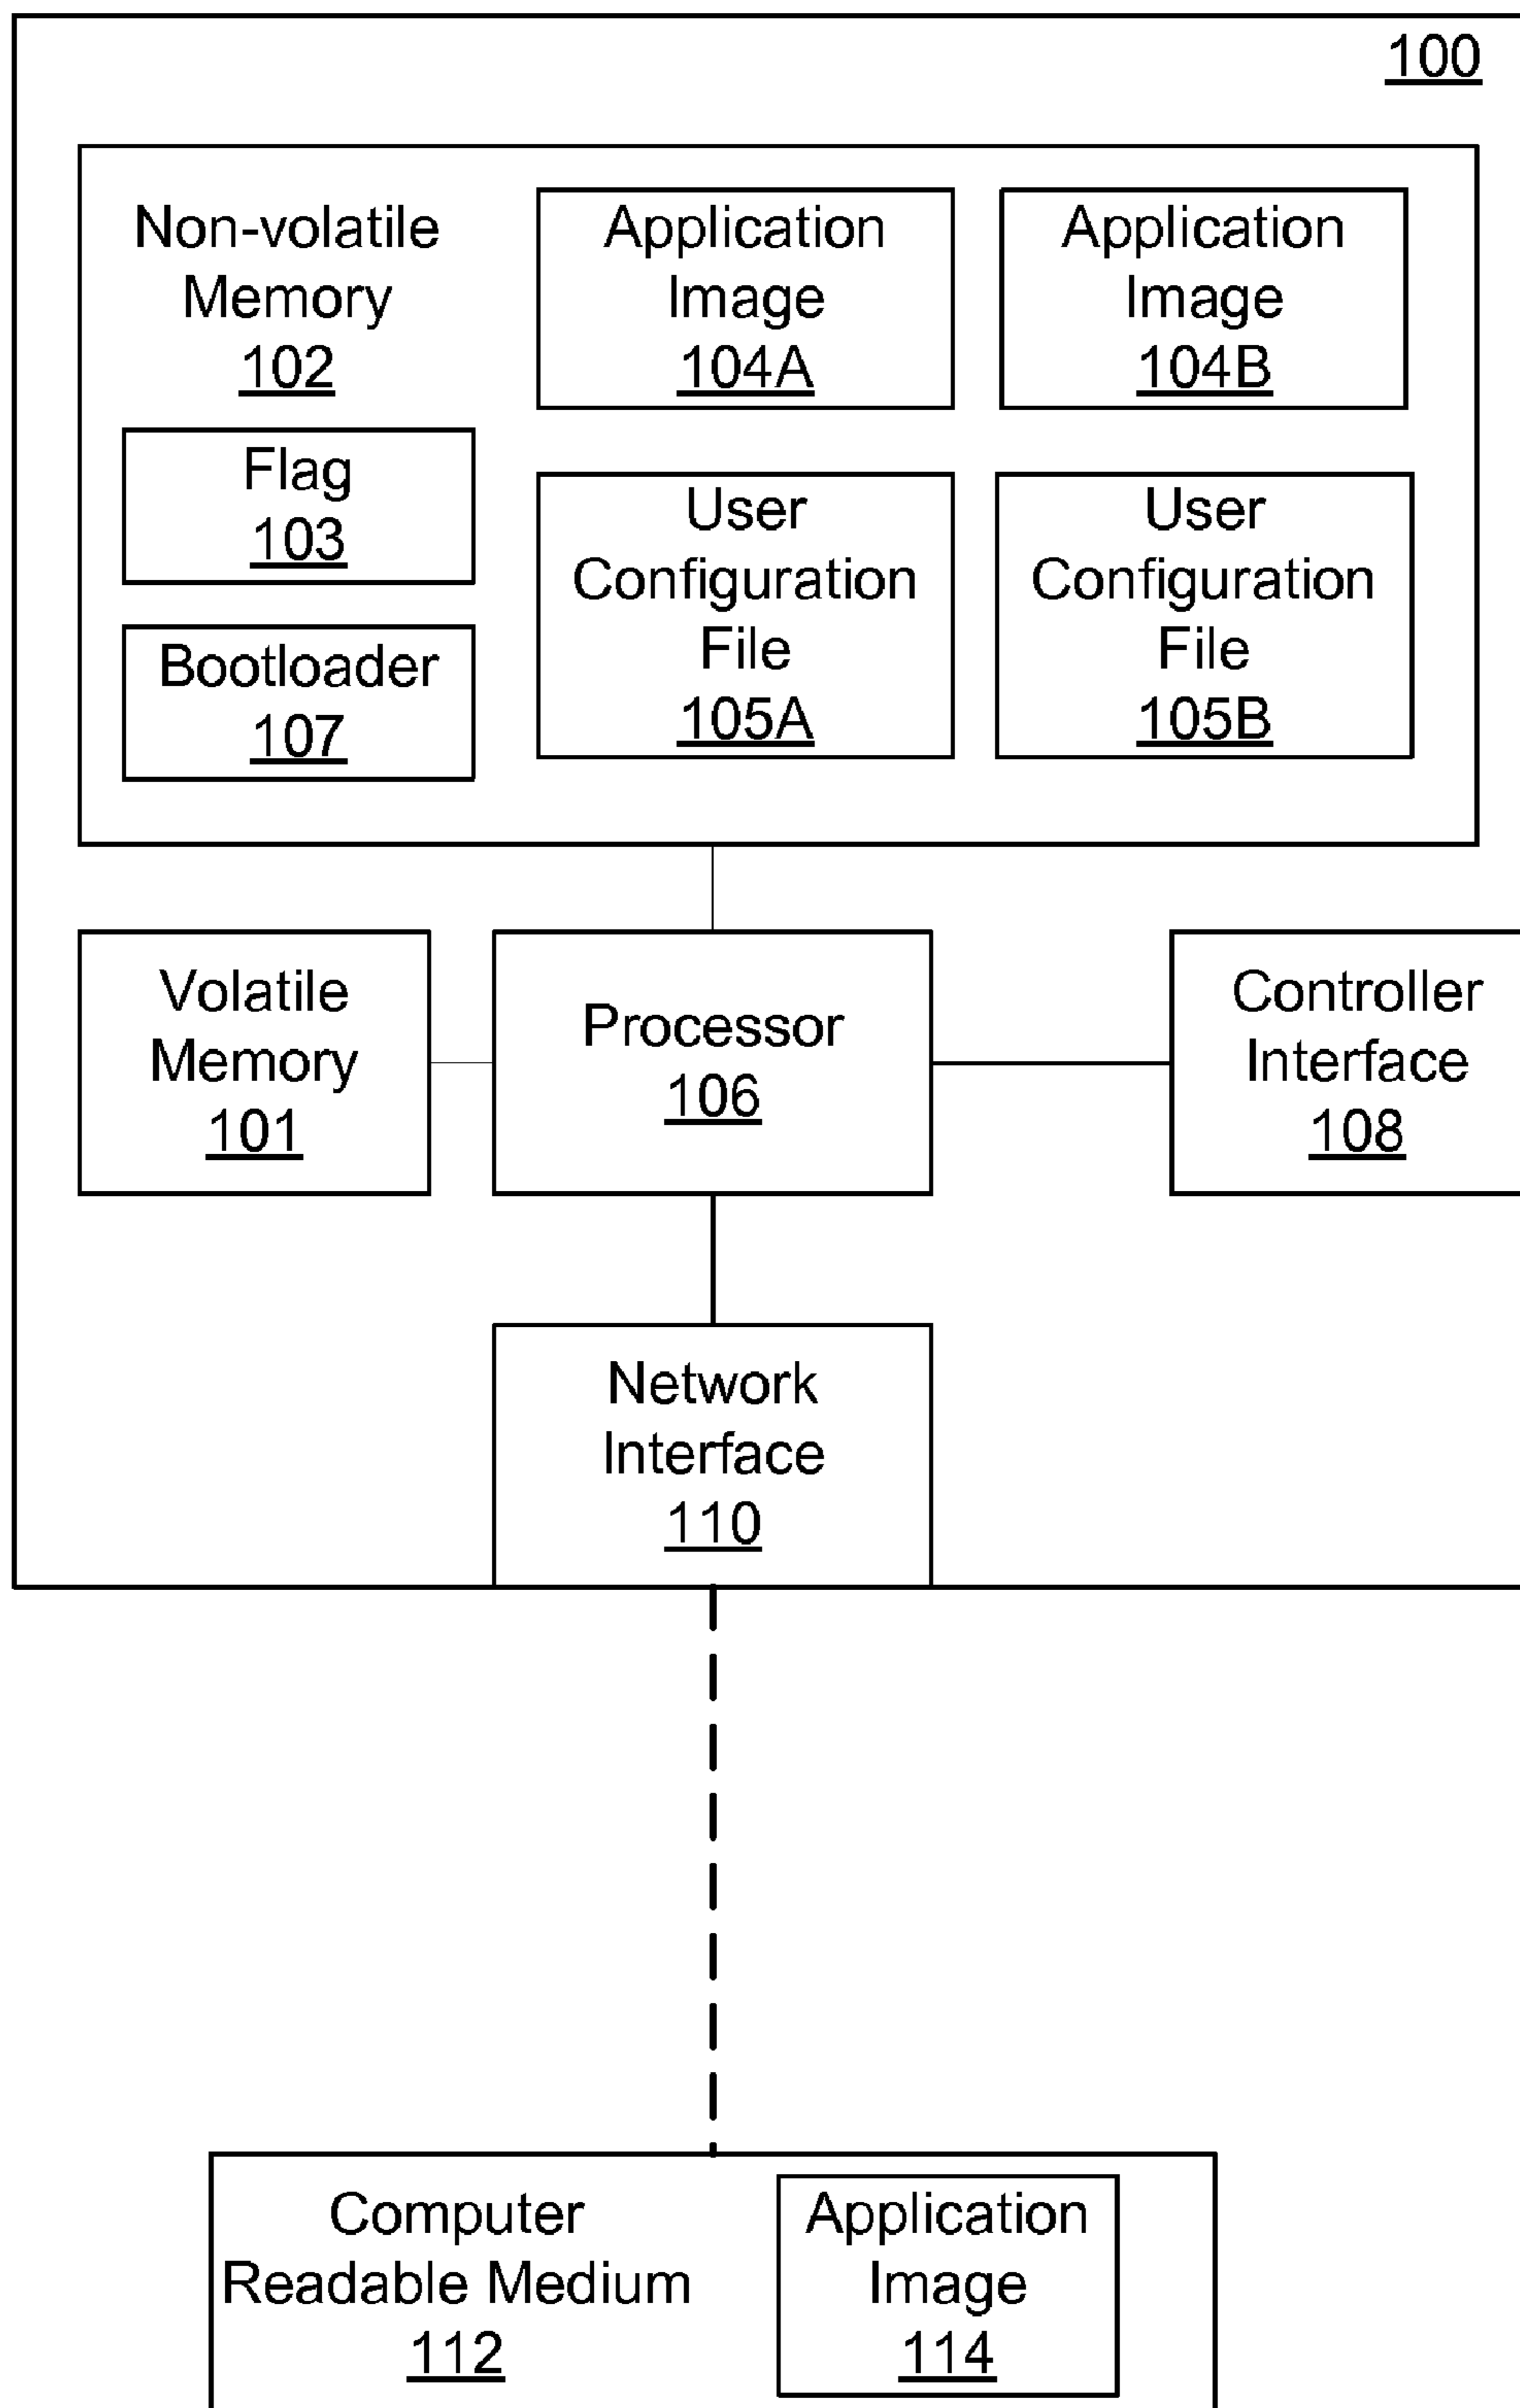 100
Non-volatile
Memory
102
Application
Image
104A
Application
Image
104B
Flag
103
User
Configuration
File
105A
User
Configuration
File
105B
Bootloader
107
Volatile
Memory
101
Processor
106
Controller
Interface
108
Network
Interface
110
Computer
Readable Medium
112
Application
Image
114